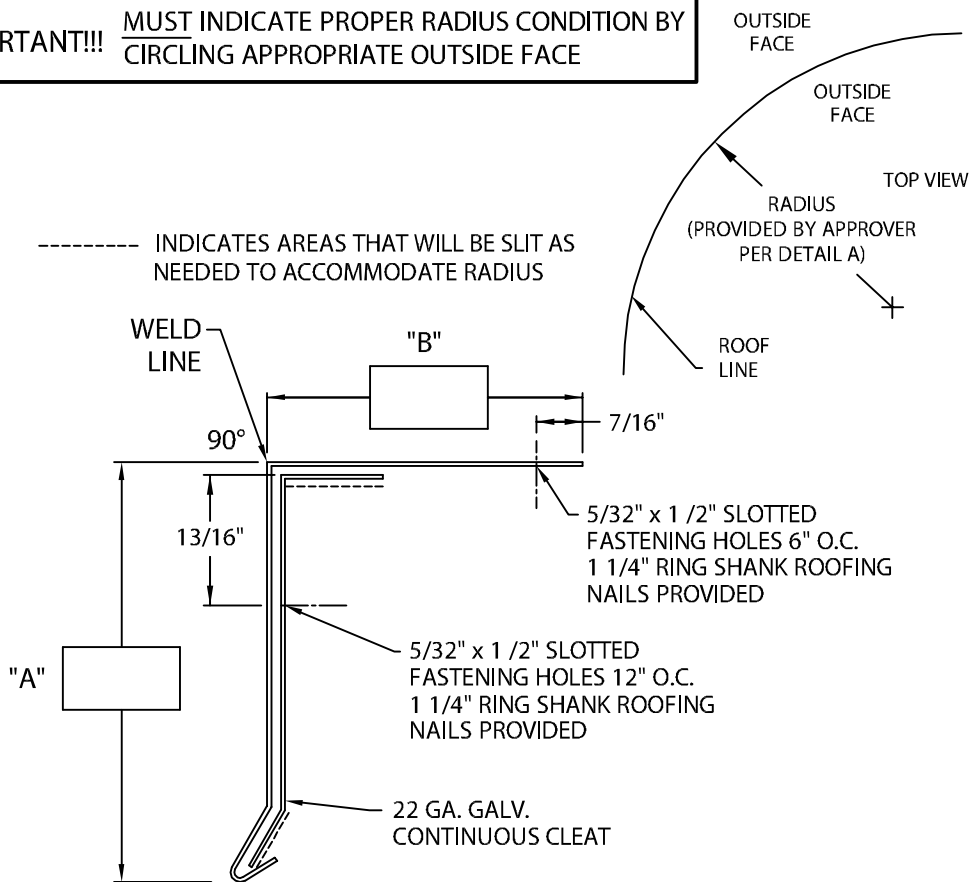 RTANT!!! MUST INDICATE PROPER RADIUS CONDITION BY
CIRCLING APPROPRIATE OUTSIDE FACE
OUTSIDE
FACE
OUTSIDE
FACE
TOP VIEW
RADIUS
(PROVIDED BY APPROVER
PER DETAIL A)
ROOF
LINE
--------- INDICATES AREAS THAT WILL BE SLIT AS
NEEDED TO ACCOMMODATE RADIUS
WELD
LINE
"B"
7/16"
90°
13/16"
5/32" x 1 /2" SLOTTED
FASTENING HOLES 6" O.C.
1 1/4" RING SHANK ROOFING
NAILS PROVIDED
5/32" x 1 /2" SLOTTED
FASTENING HOLES 12" O.C.
1 1/4" RING SHANK ROOFING
NAILS PROVIDED
"A"
22 GA. GALV.
CONTINUOUS CLEAT